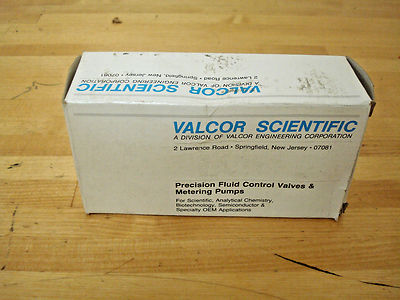 VALCOR SCIENTIFIC
A DIVISION OF VALCOR ENGINEERING CORPORATION
2 Lawrence Road • Springfield, New Jersey • 07081
VALCOR SCIENTIFIC
A DIVISION OF VALCOR ENGINEERING CORPORATION
2 Lawrence Road • Springfield, New Jersey - 07081
Precision Fluid Control Valves &
Metering Pumps
For Scientific, Analytical Chemistry,
Biotechnology, Semiconductor &
Specialty OEM Applications